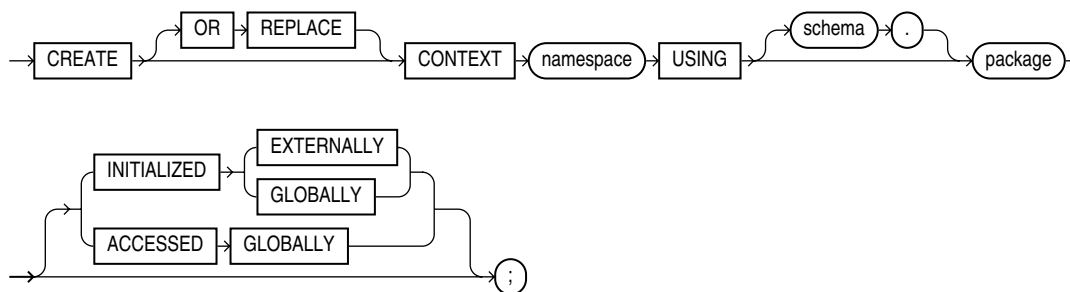 OR REPLACE schema .
CREATE CONTEXT namespace USING package
EXTERNALLY
INITIALIZED
GLOBALLY
ACCESSED GLOBALLY
;